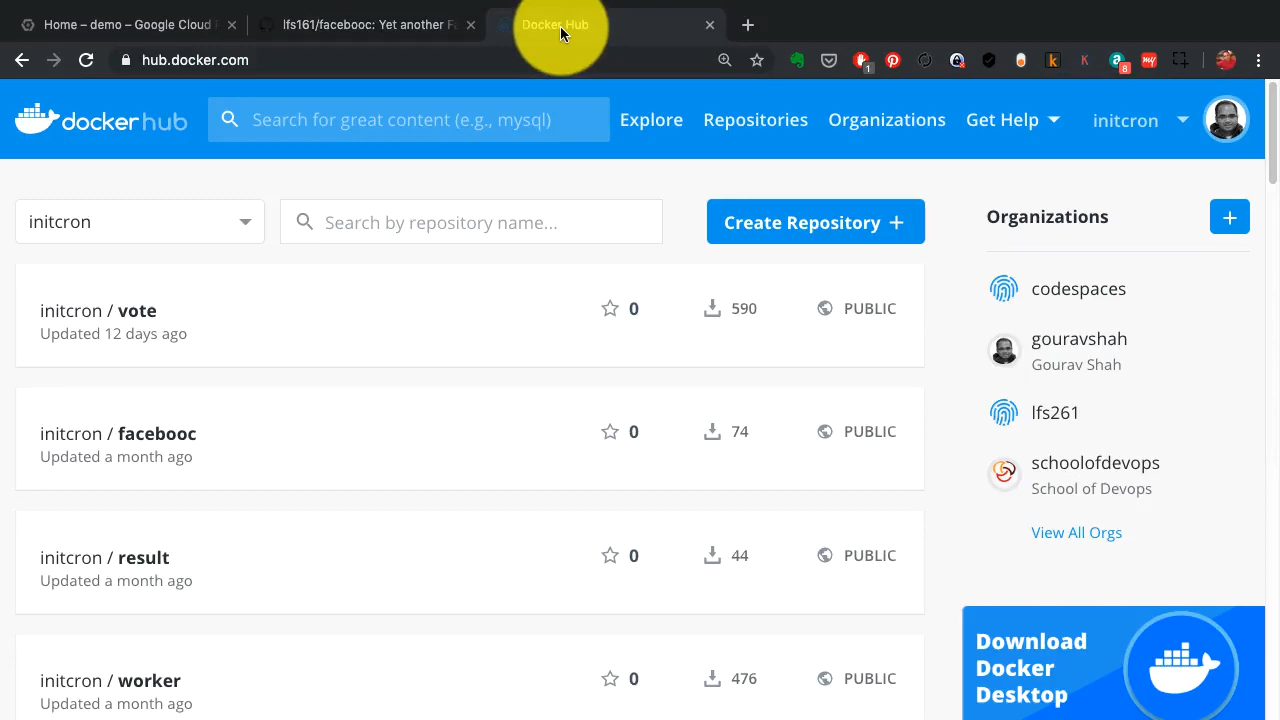 Home – demo – Google Cloud P
lfs161/facebooc: Yet another Fa
Docker Hub
hub.docker.com
1
8
docker hub
Search for great content (e.g., mysql)
Explore
Repositories
Organizations
Get Help
initcron
initcron
Search by repository name...
Create Repository +
initcron / vote
Updated 12 days ago
0
590
PUBLIC
initcron / facebooc
Updated a month ago
0
74
PUBLIC
initcron / result
Updated a month ago
0
44
PUBLIC
initcron / worker
Updated a month ago
0
476
PUBLIC
Organizations
codespaces
gouravshah
Gourav Shah
lfs261
schoolofdevops
School of Devops
View All Orgs
Download
Docker
Desktop